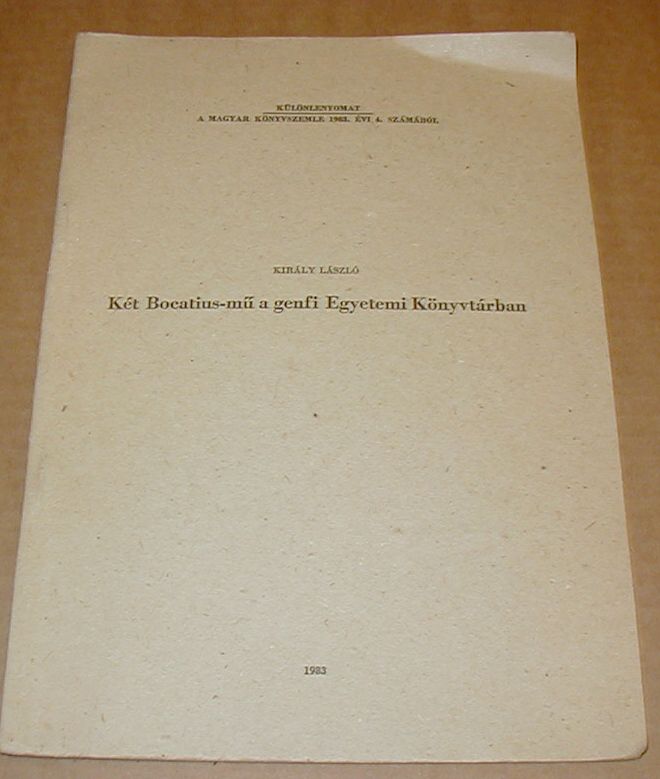 KÜLÖNLENYOMAT
A MAGYAR KÖNYVSZEMLE 1983. ÉVI 4. SZÁMÁBÓL
KIRÁLY LÁSZLÓ
Két Bocatius-mű a genfi Egyetemi Könyvtárban
1983